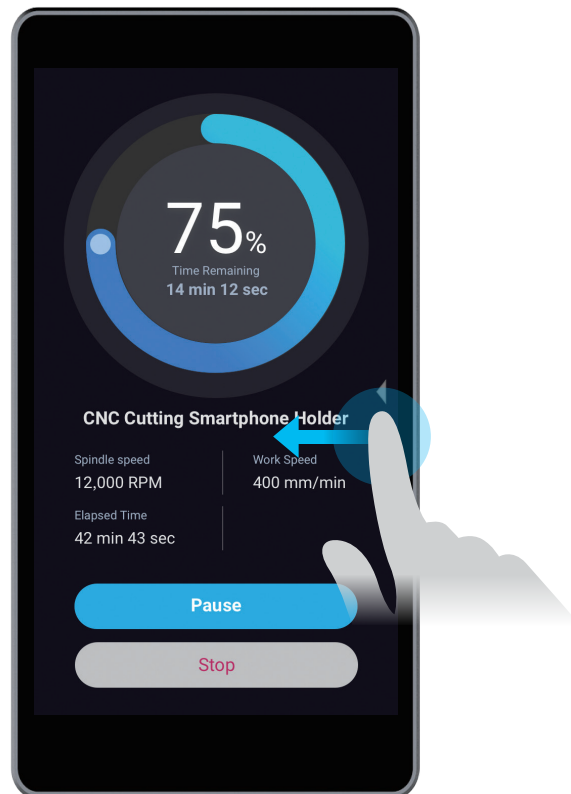 75%
Time Remaining
14 min 12 sec
CNC Cutting Smartphone Holder
Spindle speed
Work Speed
12,000 RPM
400 mm/min
Elapsed Time
42 min 43 sec
Pause
Stop